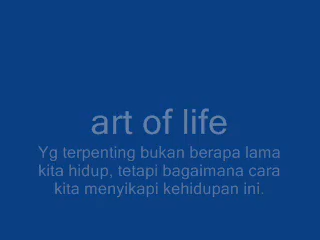 art of life
Yg terpenting bukan berapa lama
kita hidup, tetapi bagaimana cara
kita menyikapi kehidupan ini.